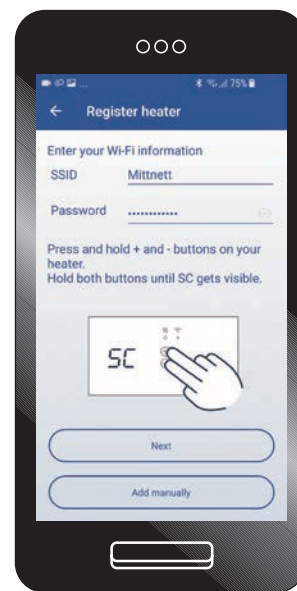 75%
Register heater
Enter your Wi-Fi information
SSID Mittnett
Password ............
Press and hold + and - buttons on your
heater.
Hold both buttons until SC gets visible.
SC
Next
Add manually